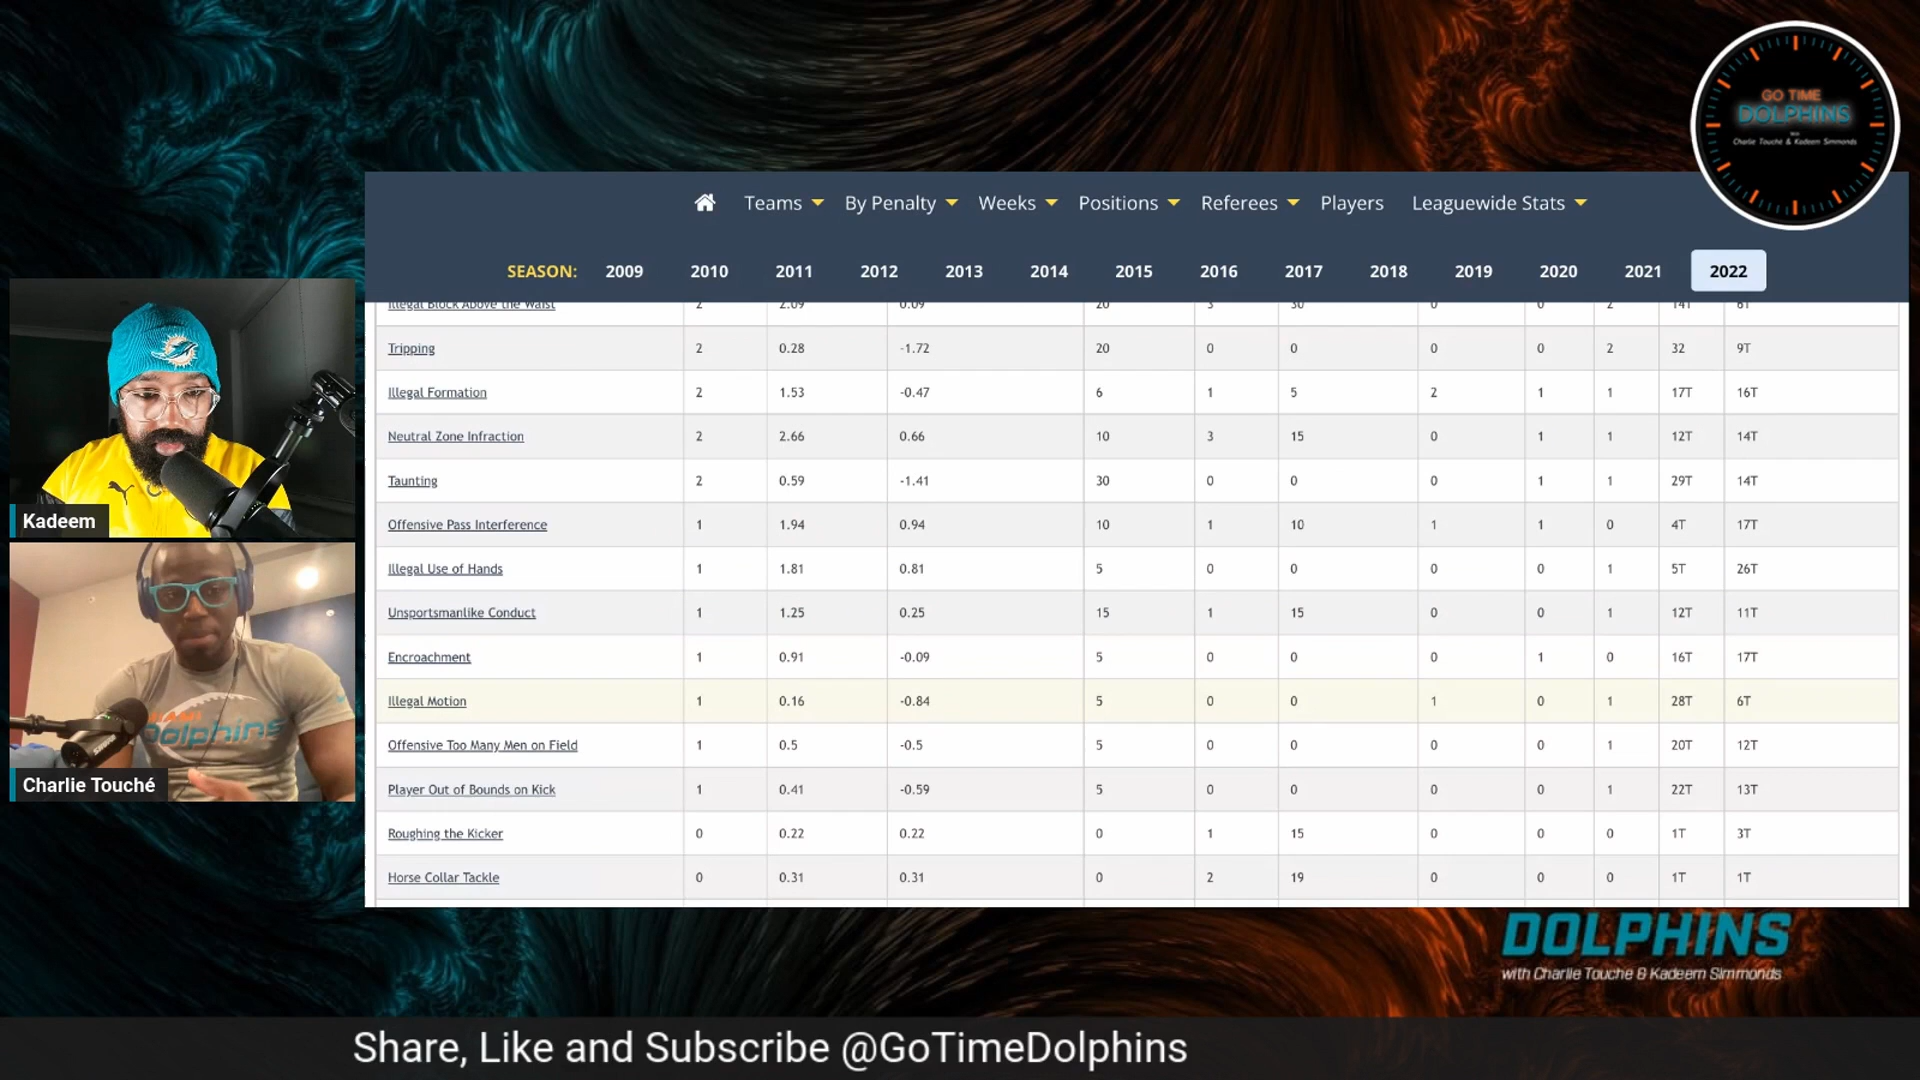 GO TIME
DOLPHINS
with
Charlie Touché & Kadeem Simmonds
Teams By Penalty Weeks Positions Referees Players Leaguewide Stats
SEASON: 2009 2010 2011 2012 2013 2014 2015 2016 2017 2018 2019 2020 2021 2022
Illegal Block Above the Waist 2 2.09 0.09 20 3 30 0 0 2 14T 6T
Tripping 2 0.28 -1.72 20 0 0 0 0 2 32 9T
Illegal Formation 2 1.53 -0.47 6 1 5 2 1 1 17T 16T
Neutral Zone Infraction 2 2.66 0.66 10 3 15 0 1 1 12T 14T
Taunting 2 0.59 -1.41 30 0 0 0 1 1 29T 14T
Offensive Pass Interference 1 1.94 0.94 10 1 10 1 1 0 4T 17T
Illegal Use of Hands 1 1.81 0.81 5 0 0 0 0 1 5T 26T
Unsportsmanlike Conduct 1 1.25 0.25 15 1 15 0 0 1 12T 11T
Encroachment 1 0.91 -0.09 5 0 0 0 1 0 16T 17T
Illegal Motion 1 0.16 -0.84 5 0 0 1 0 1 28T 6T
Offensive Too Many Men on Field 1 0.5 -0.5 5 0 0 0 0 1 20T 12T
Player Out of Bounds on Kick 1 0.41 -0.59 5 0 0 0 0 1 22T 13T
Roughing the Kicker 0 0.22 0.22 0 1 15 0 0 0 1T 3T
Horse Collar Tackle 0 0.31 0.31 0 2 19 0 0 0 1T 1T
Kadeem
MIAMI
Dolphins
SHURE
Charlie Touché
DOLPHINS
with Charlie Touche & Kadeem Simmonds
Share, Like and Subscribe @GoTimeDolphins